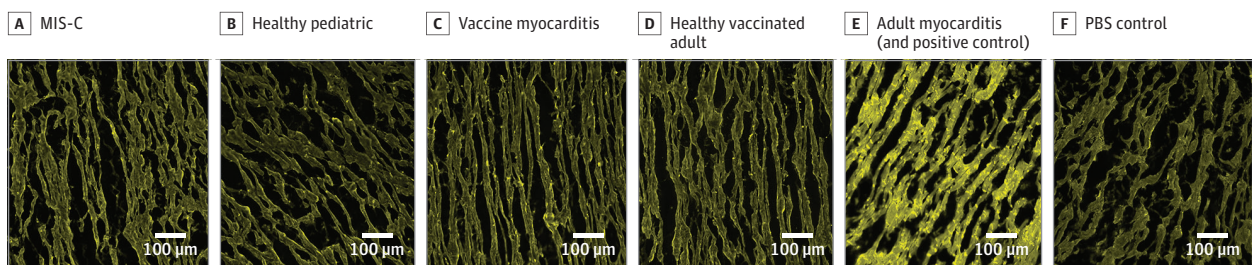 A MIS-C
B Healthy pediatric
C Vaccine myocarditis
D Healthy vaccinated
adult
E Adult myocarditis
(and positive control)
F PBS control
100 µm
100 µm
100 µm
100 µm
100 µm
100 µm